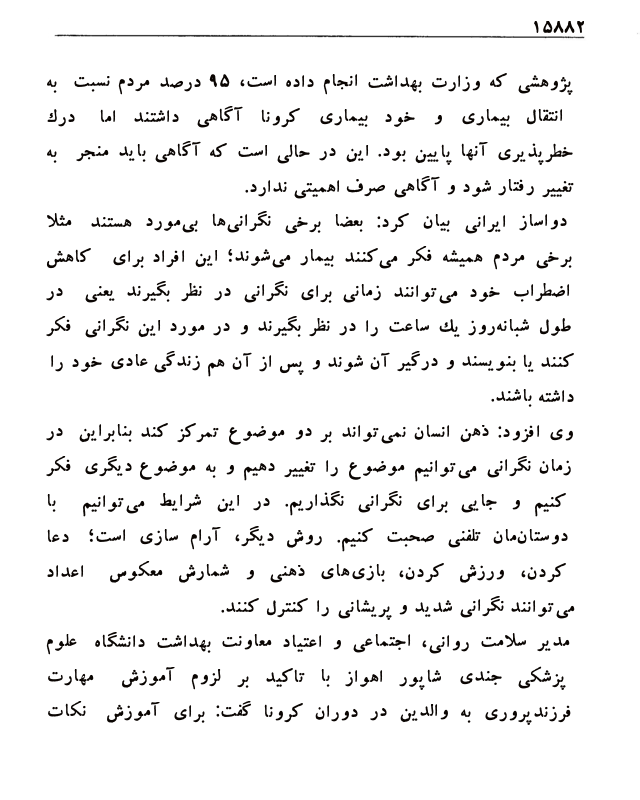 ۱۵۸۸۲
پژوهشی که وزارت بهداشت انجام داده است، ۹۵ درصد مردم نسبت به
انتقال بیماری و خود بیماری کرونا آگاهی داشتند اما درك
خطرپذیری آنها پایین بود. این در حالی است که آگاهی باید منجر به
تغییر رفتار شود و آگاهی صرف اهمیتی ندارد.
دواساز ایرانی بیان کرد: بعضا برخی نگرانی‌ها بی‌مورد هستند مثلا
برخی مردم همیشه فکر می‌کنند بیمار می‌شوند؛ این افراد برای کاهش
اضطراب خود می‌توانند زمانی برای نگرانی در نظر بگیرند یعنی در
طول شبانه‌روز يك ساعت را در نظر بگیرند و در مورد این نگرانی فکر
کنند یا بنویسند و درگیر آن شوند و پس از آن هم زندگی عادی خود را
داشته باشند.
وی افزود: ذهن انسان نمی‌تواند بر دو موضوع تمرکز کند بنابراین در
زمان نگرانی می‌توانیم موضوع را تغییر دهیم و به موضوع دیگری فکر
کنیم و جایی برای نگرانی نگذاریم. در این شرایط می‌توانیم با
دوستان‌مان تلفنی صحبت کنیم. روش دیگر، آرام سازی است؛ دعا
کردن، ورزش کردن، بازی‌های ذهنی و شمارش معکوس اعداد
می‌توانند نگرانی شدید و پریشانی را کنترل کنند.
مدیر سلامت روانی، اجتماعی و اعتیاد معاونت بهداشت دانشگاه علوم
پزشکی جندی شاپور اهواز با تاکید بر لزوم آموزش مهارت
فرزندپروری به والدین در دوران کرونا گفت: برای آموزش نکات